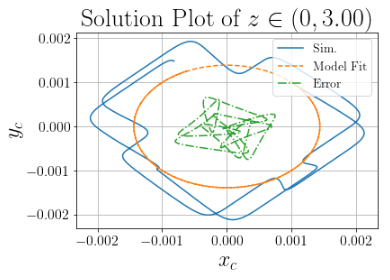 Solution Plot of z ∈ (0, 3.00)
Sim.
Model Fit
Error
y_c
0.002
0.001
0.000
−0.001
−0.002
−0.002
−0.001
0.000
0.001
0.002
x_c